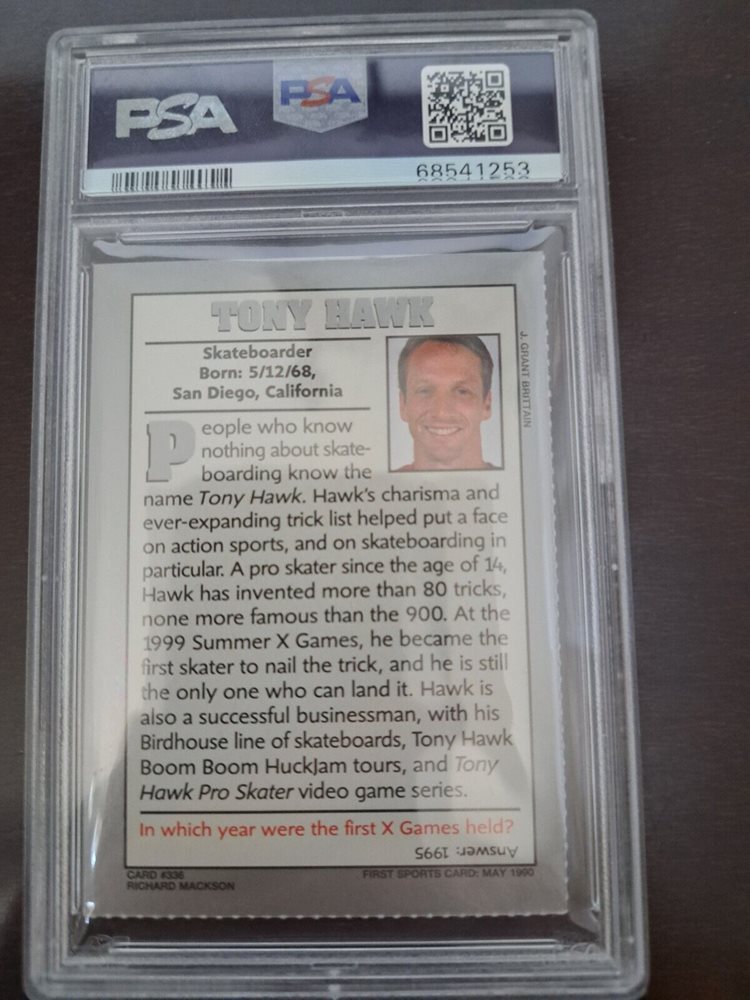 PSA
PSA
68541253
TONY HAWK
Skateboarder
Born: 5/12/68,
San Diego, California
J. GRANT BRITTAIN
People who know
nothing about skate-
boarding know the
name Tony Hawk. Hawk's charisma and
ever-expanding trick list helped put a face
on action sports, and on skateboarding in
particular. A pro skater since the age of 14,
Hawk has invented more than 80 tricks,
none more famous than the 900. At the
1999 Summer X Games, he became the
first skater to nail the trick, and he is still
the only one who can land it. Hawk is
also a successful businessman, with his
Birdhouse line of skateboards, Tony Hawk
Boom Boom HuckJam tours, and Tony
Hawk Pro Skater video game series.
In which year were the first X Games held?
Answer: 1995
CARD #336
RICHARD MACKSON
FIRST SPORTS CARD: MAY 1990